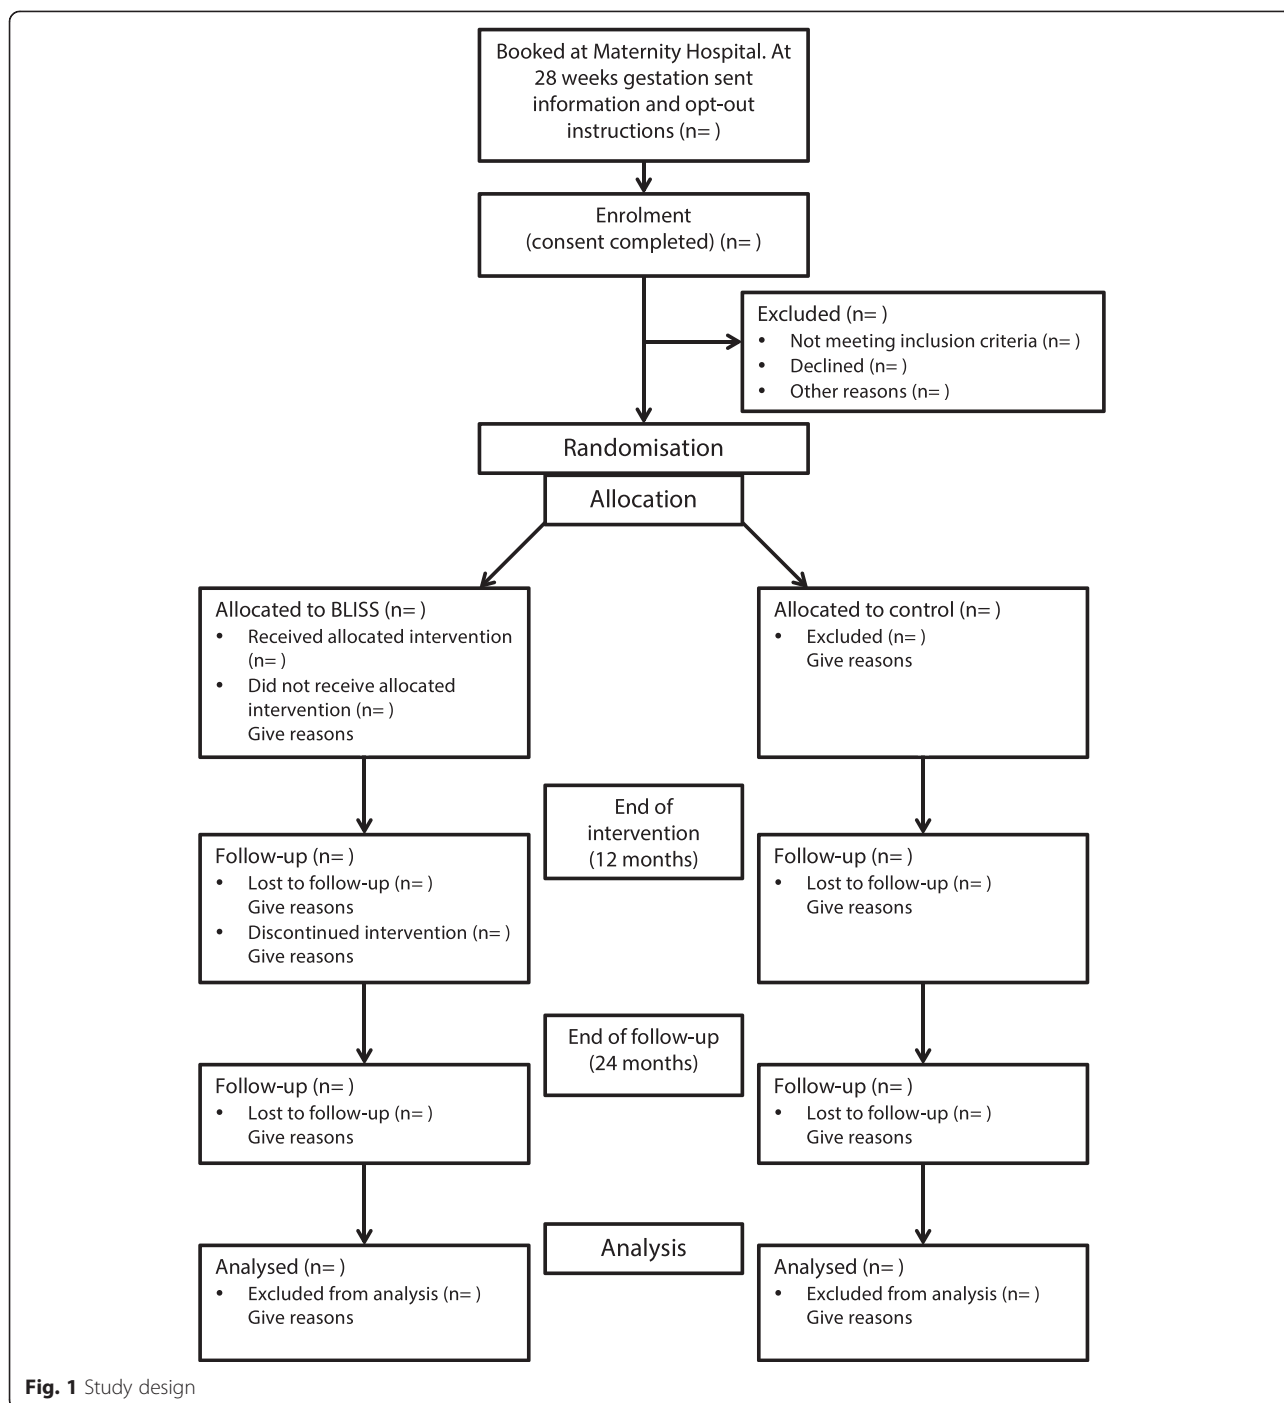 Booked at Maternity Hospital. At
28 weeks gestation sent
information and opt-out
instructions (n= )
Enrolment
(consent completed) (n= )
Excluded (n= )
• Not meeting inclusion criteria (n= )
• Declined (n= )
• Other reasons (n= )
Randomisation
Allocation
Allocated to BLISS (n= )
• Received allocated intervention
(n= )
• Did not receive allocated
intervention (n= )
Give reasons
Allocated to control (n= )
• Excluded (n= )
Give reasons
End of
intervention
(12 months)
Follow-up (n= )
• Lost to follow-up (n= )
Give reasons
• Discontinued intervention (n= )
Give reasons
Follow-up (n= )
• Lost to follow-up (n= )
Give reasons
End of follow-up
(24 months)
Follow-up (n= )
• Lost to follow-up (n= )
Give reasons
Follow-up (n= )
• Lost to follow-up (n= )
Give reasons
Analysis
Analysed (n= )
• Excluded from analysis (n= )
Give reasons
Analysed (n= )
• Excluded from analysis (n= )
Give reasons
Fig. 1 Study design